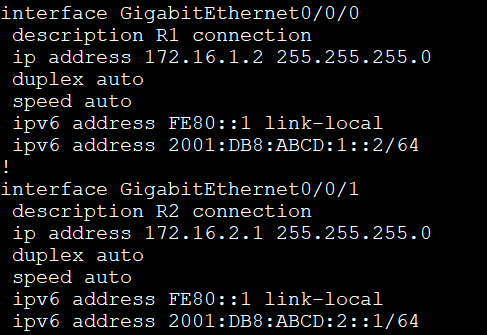 interface GigabitEthernet0/0/0
 description R1 connection
 ip address 172.16.1.2 255.255.255.0
 duplex auto
 speed auto
 ipv6 address FE80::1 link-local
 ipv6 address 2001:DB8:ABCD:1::2/64
!
interface GigabitEthernet0/0/1
 description R2 connection
 ip address 172.16.2.1 255.255.255.0
 duplex auto
 speed auto
 ipv6 address FE80::1 link-local
 ipv6 address 2001:DB8:ABCD:2::1/64